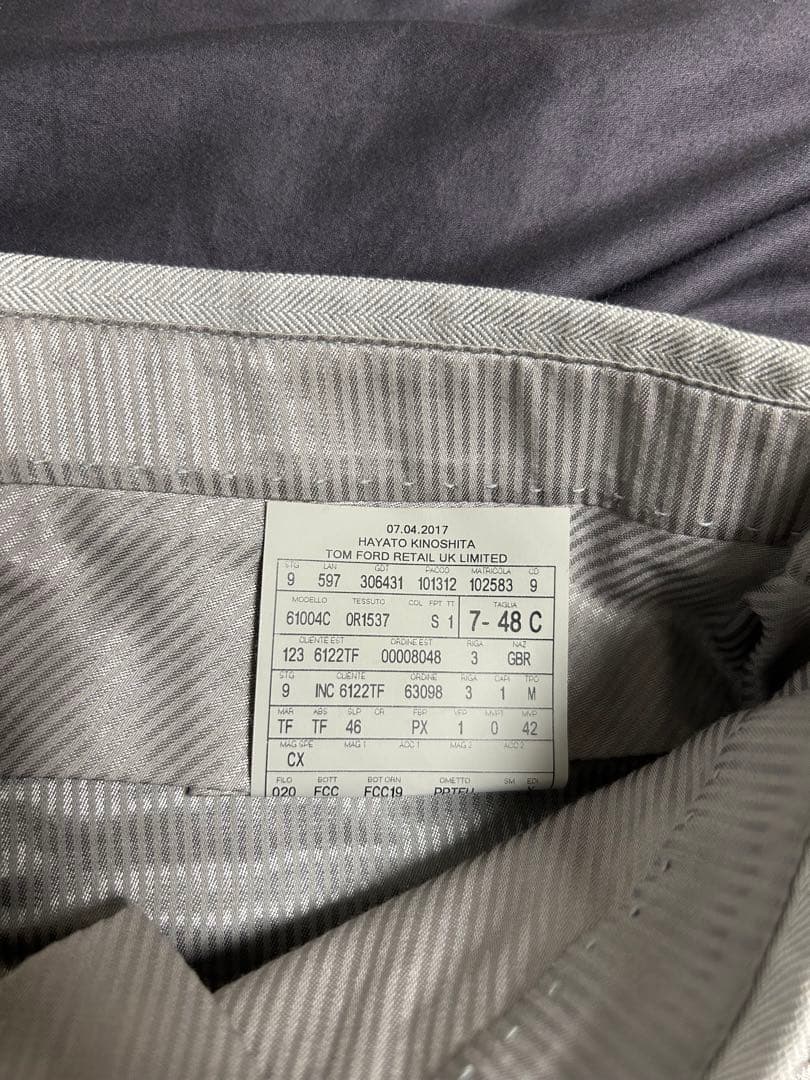 07.04.2017
HAYATO KINOSHITA
TOM FORD RETAIL UK LIMITED
STG LAN GDT PACCO MATRICOLA CD
9 597 306431 101312 102583 9
MODELLO TESSUTO COL FPT TT TAGLIA
61004C 0R1537 S 1 7- 48 C
CLIENTE EST ORDINE EST RIGA NAZ
123 6122TF 00008048 3 GBR
STG CLIENTE ORDINE RIGA CAPI TPO
9 INC 6122TF 63098 3 1 M
MAR ABS SLP CR FBP VFP MVPT MVP
TF TF 46 PX 1 0 42
MAG SPE MAG 1 ACC 1 MAG 2 ACC 2
CX
FILO BOTT BOT ORN OMETTO SM EDI
020 FCC FCC19